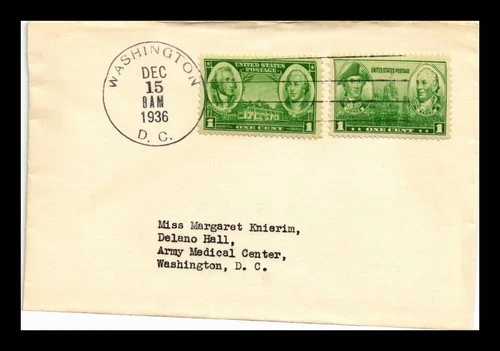 WASHINGTON
DEC
15
8AM
1936
D. C.
UNITED STATES
POSTAGE
1 ONE CENT 1
UNITED STATES POSTAGE
1 ONE CENT 1
Miss Margaret Knierim,
Delano Hall,
Army Medical Center,
Washington, D. C.